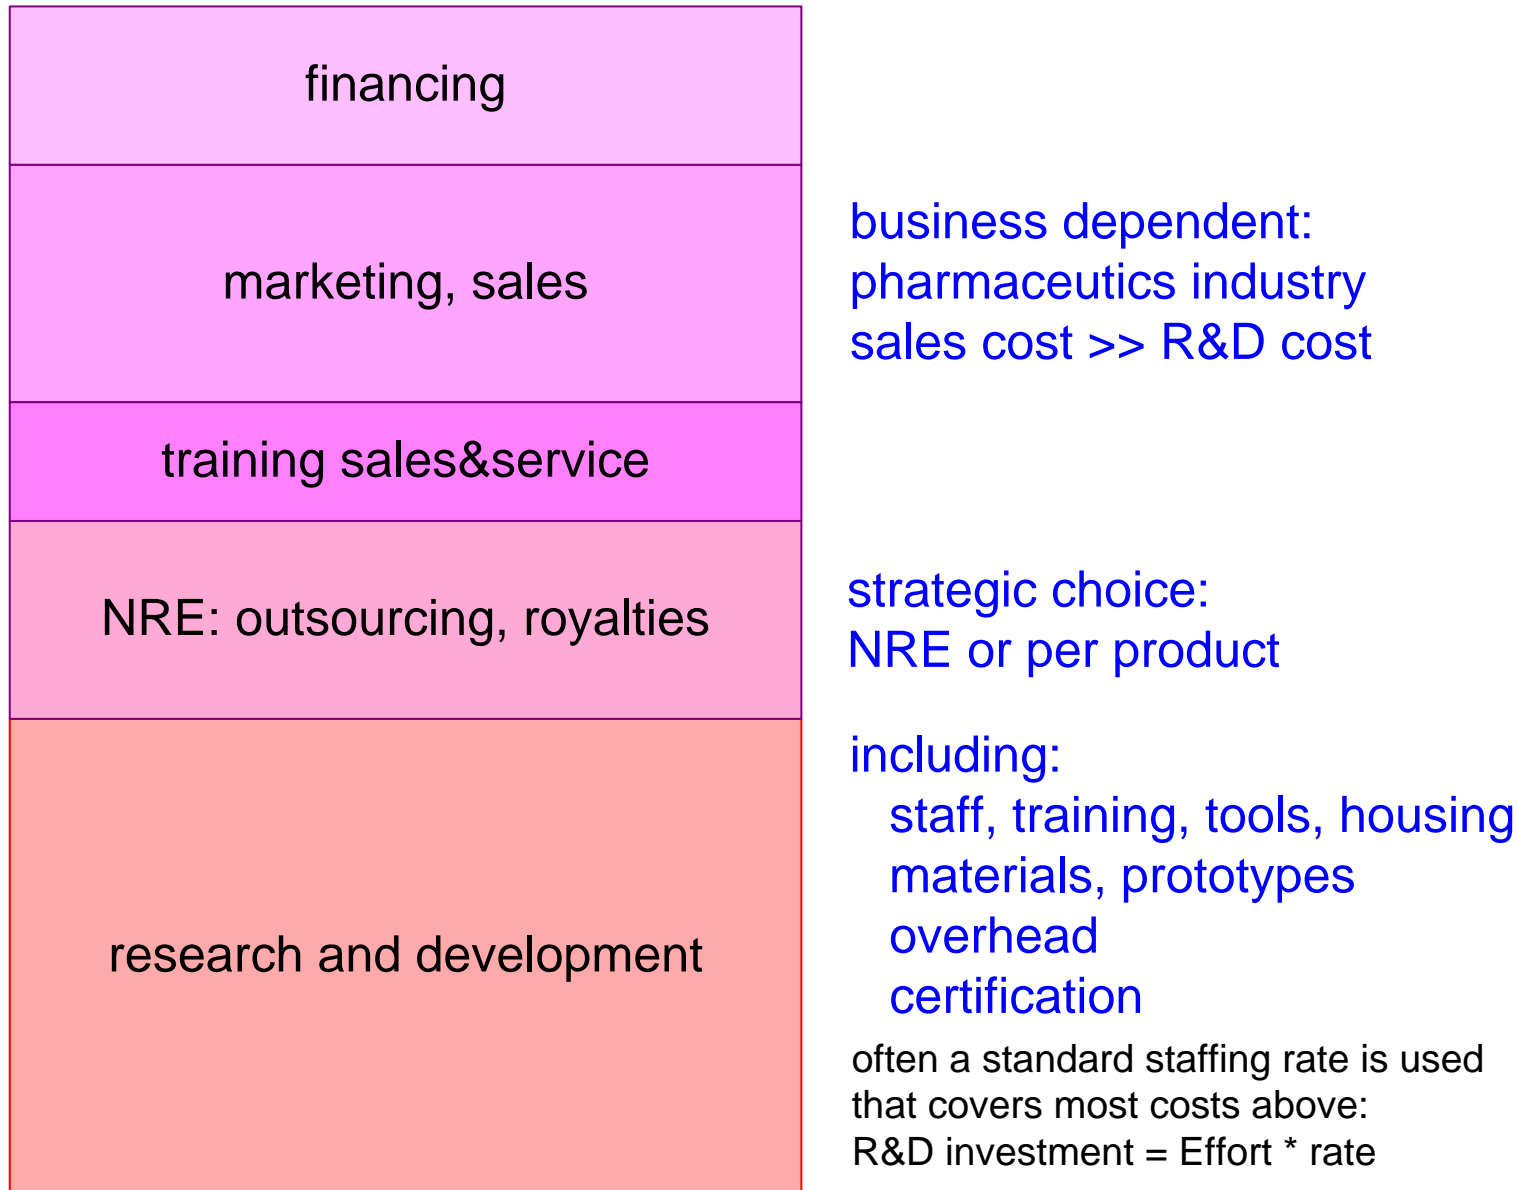 financing
marketing, sales
business dependent:
pharmaceutics industry
sales cost >> R&D cost
training sales&service
NRE: outsourcing, royalties
strategic choice:
NRE or per product
research and development
including:
staff, training, tools, housing
materials, prototypes
overhead
certification
often a standard staffing rate is used
that covers most costs above:
R&D investment = Effort * rate